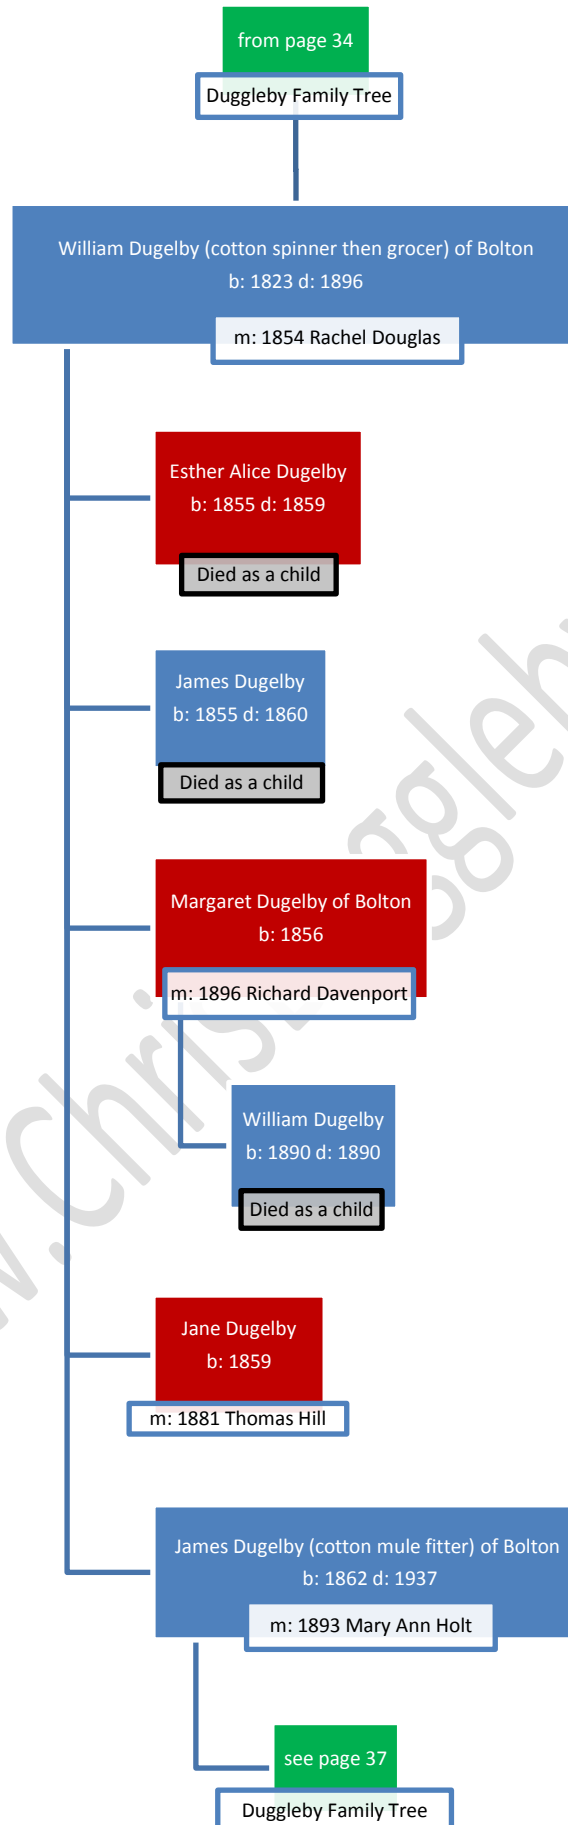 from page 34
Duggleby Family Tree
William Dugelby (cotton spinner then grocer) of Bolton
b: 1823 d: 1896
m: 1854 Rachel Douglas
Esther Alice Dugelby
b: 1855 d: 1859
Died as a child
James Dugelby
b: 1855 d: 1860
Died as a child
Margaret Dugelby of Bolton
b: 1856
m: 1896 Richard Davenport
William Dugelby
b: 1890 d: 1890
Died as a child
Jane Dugelby
b: 1859
m: 1881 Thomas Hill
James Dugelby (cotton mule fitter) of Bolton
b: 1862 d: 1937
m: 1893 Mary Ann Holt
see page 37
Duggleby Family Tree